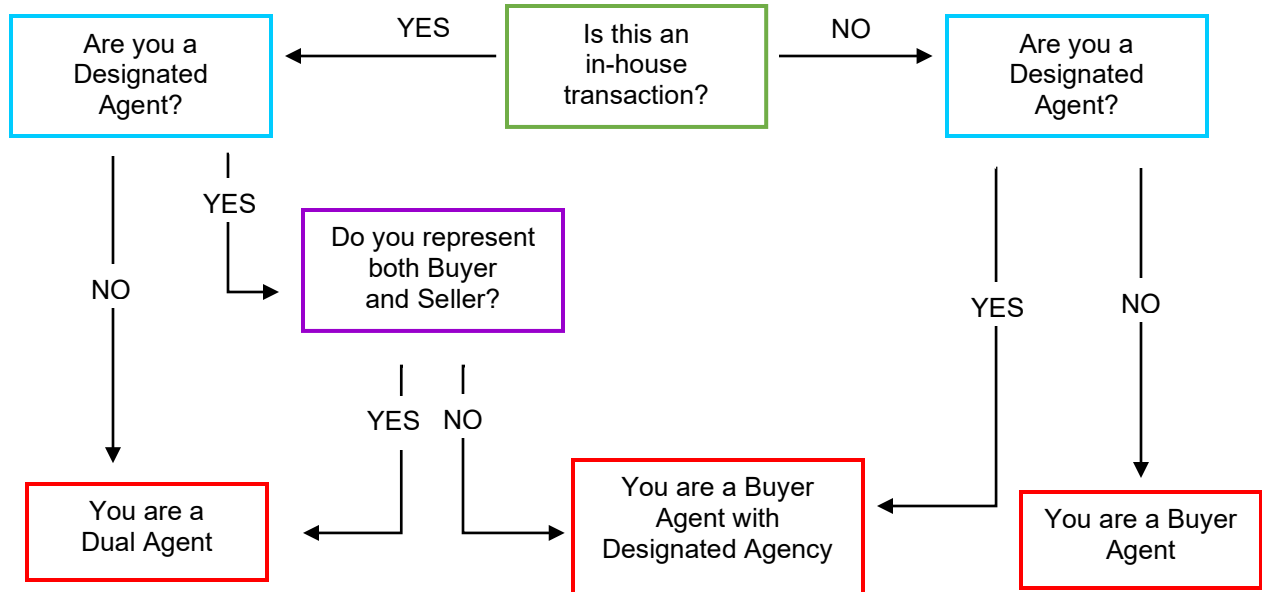 Are you a
Designated
Agent?
YES
Is this an
in-house
transaction?
NO
Are you a
Designated
Agent?
NO
YES
Do you represent
both Buyer
and Seller?
YES
NO
YES
NO
You are a
Dual Agent
You are a Buyer
Agent with
Designated Agency
You are a Buyer
Agent